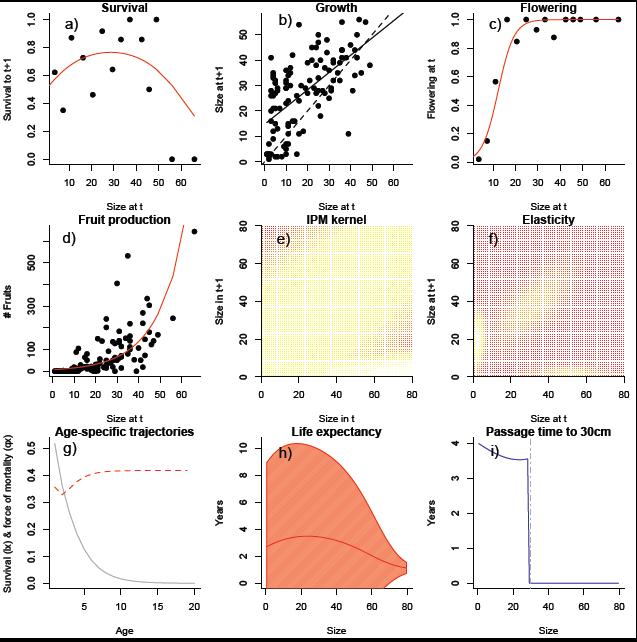 Survival
a)
Survival to t+1
0.0 0.2 0.4 0.6 0.8 1.0
10 20 30 40 50 60
Size at t
Growth
b)
Size at t+1
0 10 20 30 40 50
0 10 20 30 40 50 60
Size at t
Flowering
c)
Flowering at t
0.0 0.2 0.4 0.6 0.8 1.0
10 20 30 40 50 60
Size at t
Fruit production
d)
# Fruits
0 100 300 500
0 10 20 30 40 50 60
Size at t
IPM kernel
e)
Size in t+1
0 20 40 60 80
0 20 40 60 80
Size in t
Elasticity
f)
Size at t+1
0 20 40 60 80
0 20 40 60 80
Size at t
Age-specific trajectories
g)
Survival (lx) & force of mortality (qx)
0.0 0.1 0.2 0.3 0.4 0.5
5 10 15 20
Age
Life expectancy
h)
Years
0 2 4 6 8 10
0 20 40 60 80
Size
Passage time to 30cm
i)
Years
0 1 2 3 4
0 20 40 60 80
Size